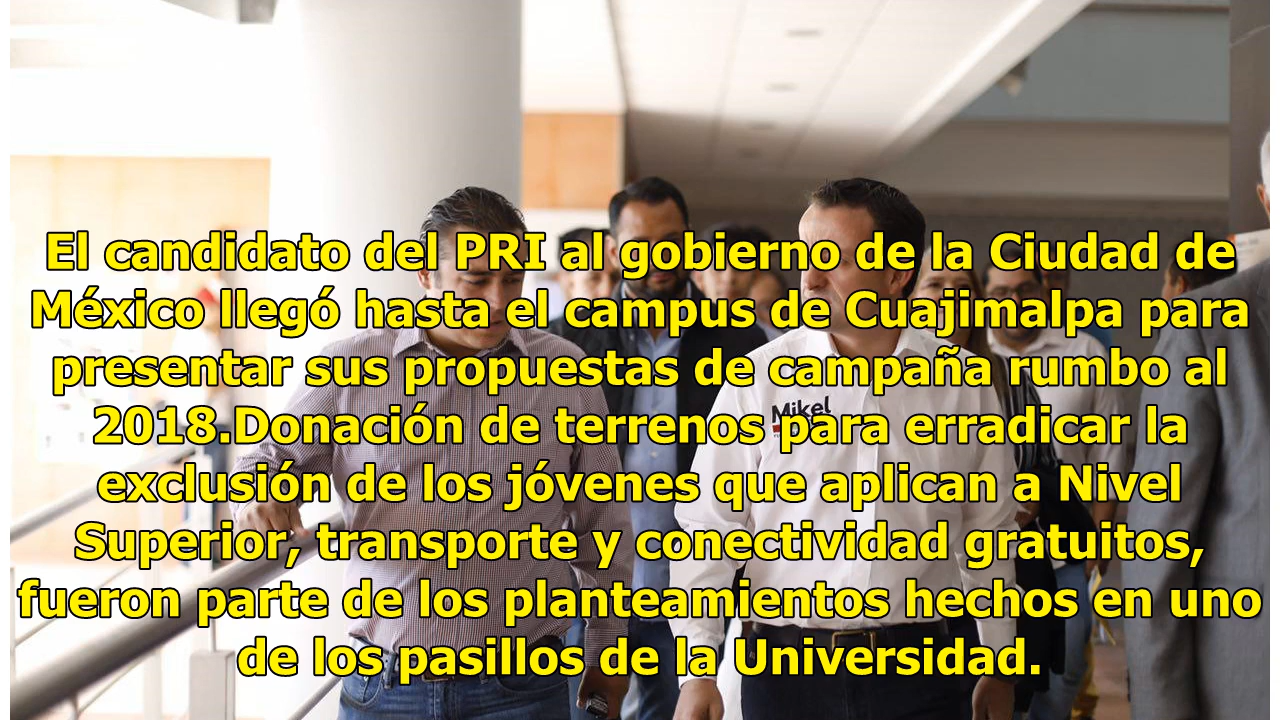 El candidato del PRI al gobierno de la Ciudad de
México llegó hasta el campus de Cuajimalpa para
presentar sus propuestas de campaña rumbo al
2018.Donación de terrenos para erradicar la
exclusión de los jóvenes que aplican a Nivel
Superior, transporte y conectividad gratuitos,
fueron parte de los planteamientos hechos en uno
de los pasillos de la Universidad.
Mikel